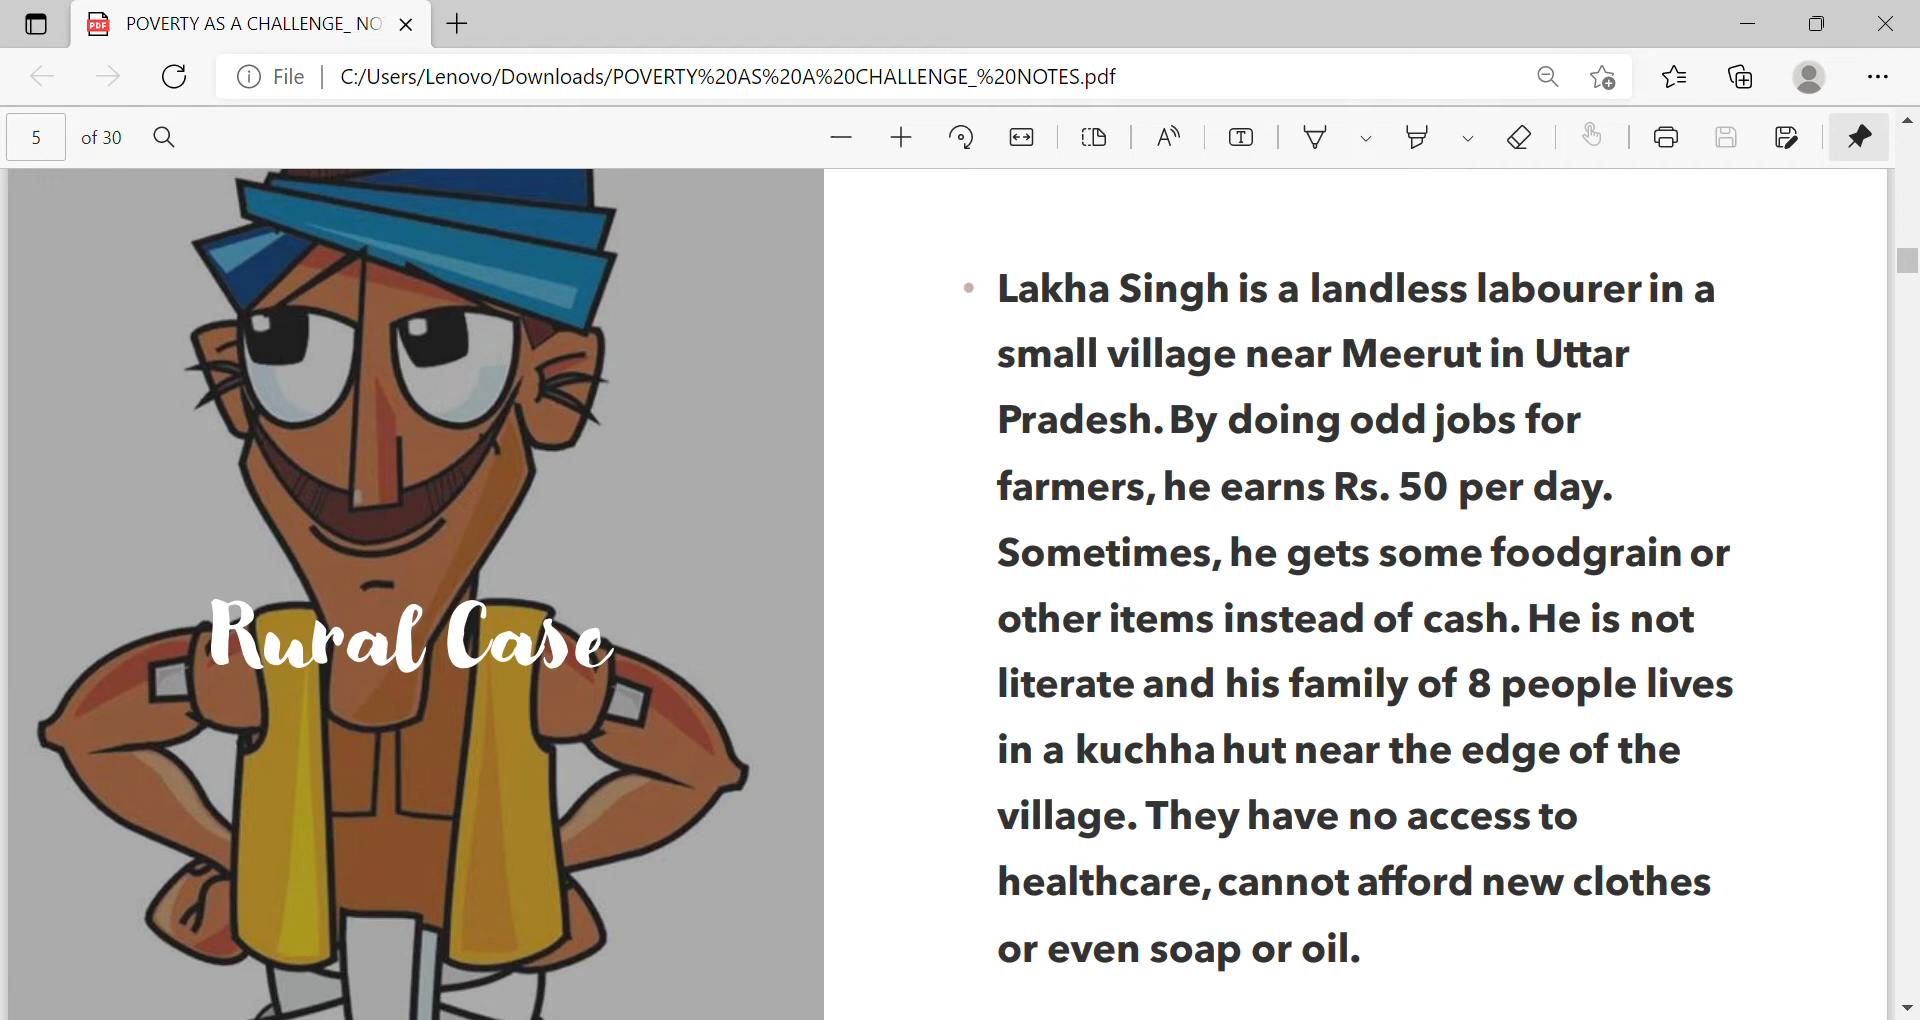 POVERTY AS A CHALLENGE_ NO
File
C:/Users/Lenovo/Downloads/POVERTY%20AS%20A%20CHALLENGE_%20NOTES.pdf
5 of 30
Rural Case
• Lakha Singh is a landless labourer in a
small village near Meerut in Uttar
Pradesh. By doing odd jobs for
farmers, he earns Rs. 50 per day.
Sometimes, he gets some foodgrain or
other items instead of cash. He is not
literate and his family of 8 people lives
in a kuchha hut near the edge of the
village. They have no access to
healthcare, cannot afford new clothes
or even soap or oil.